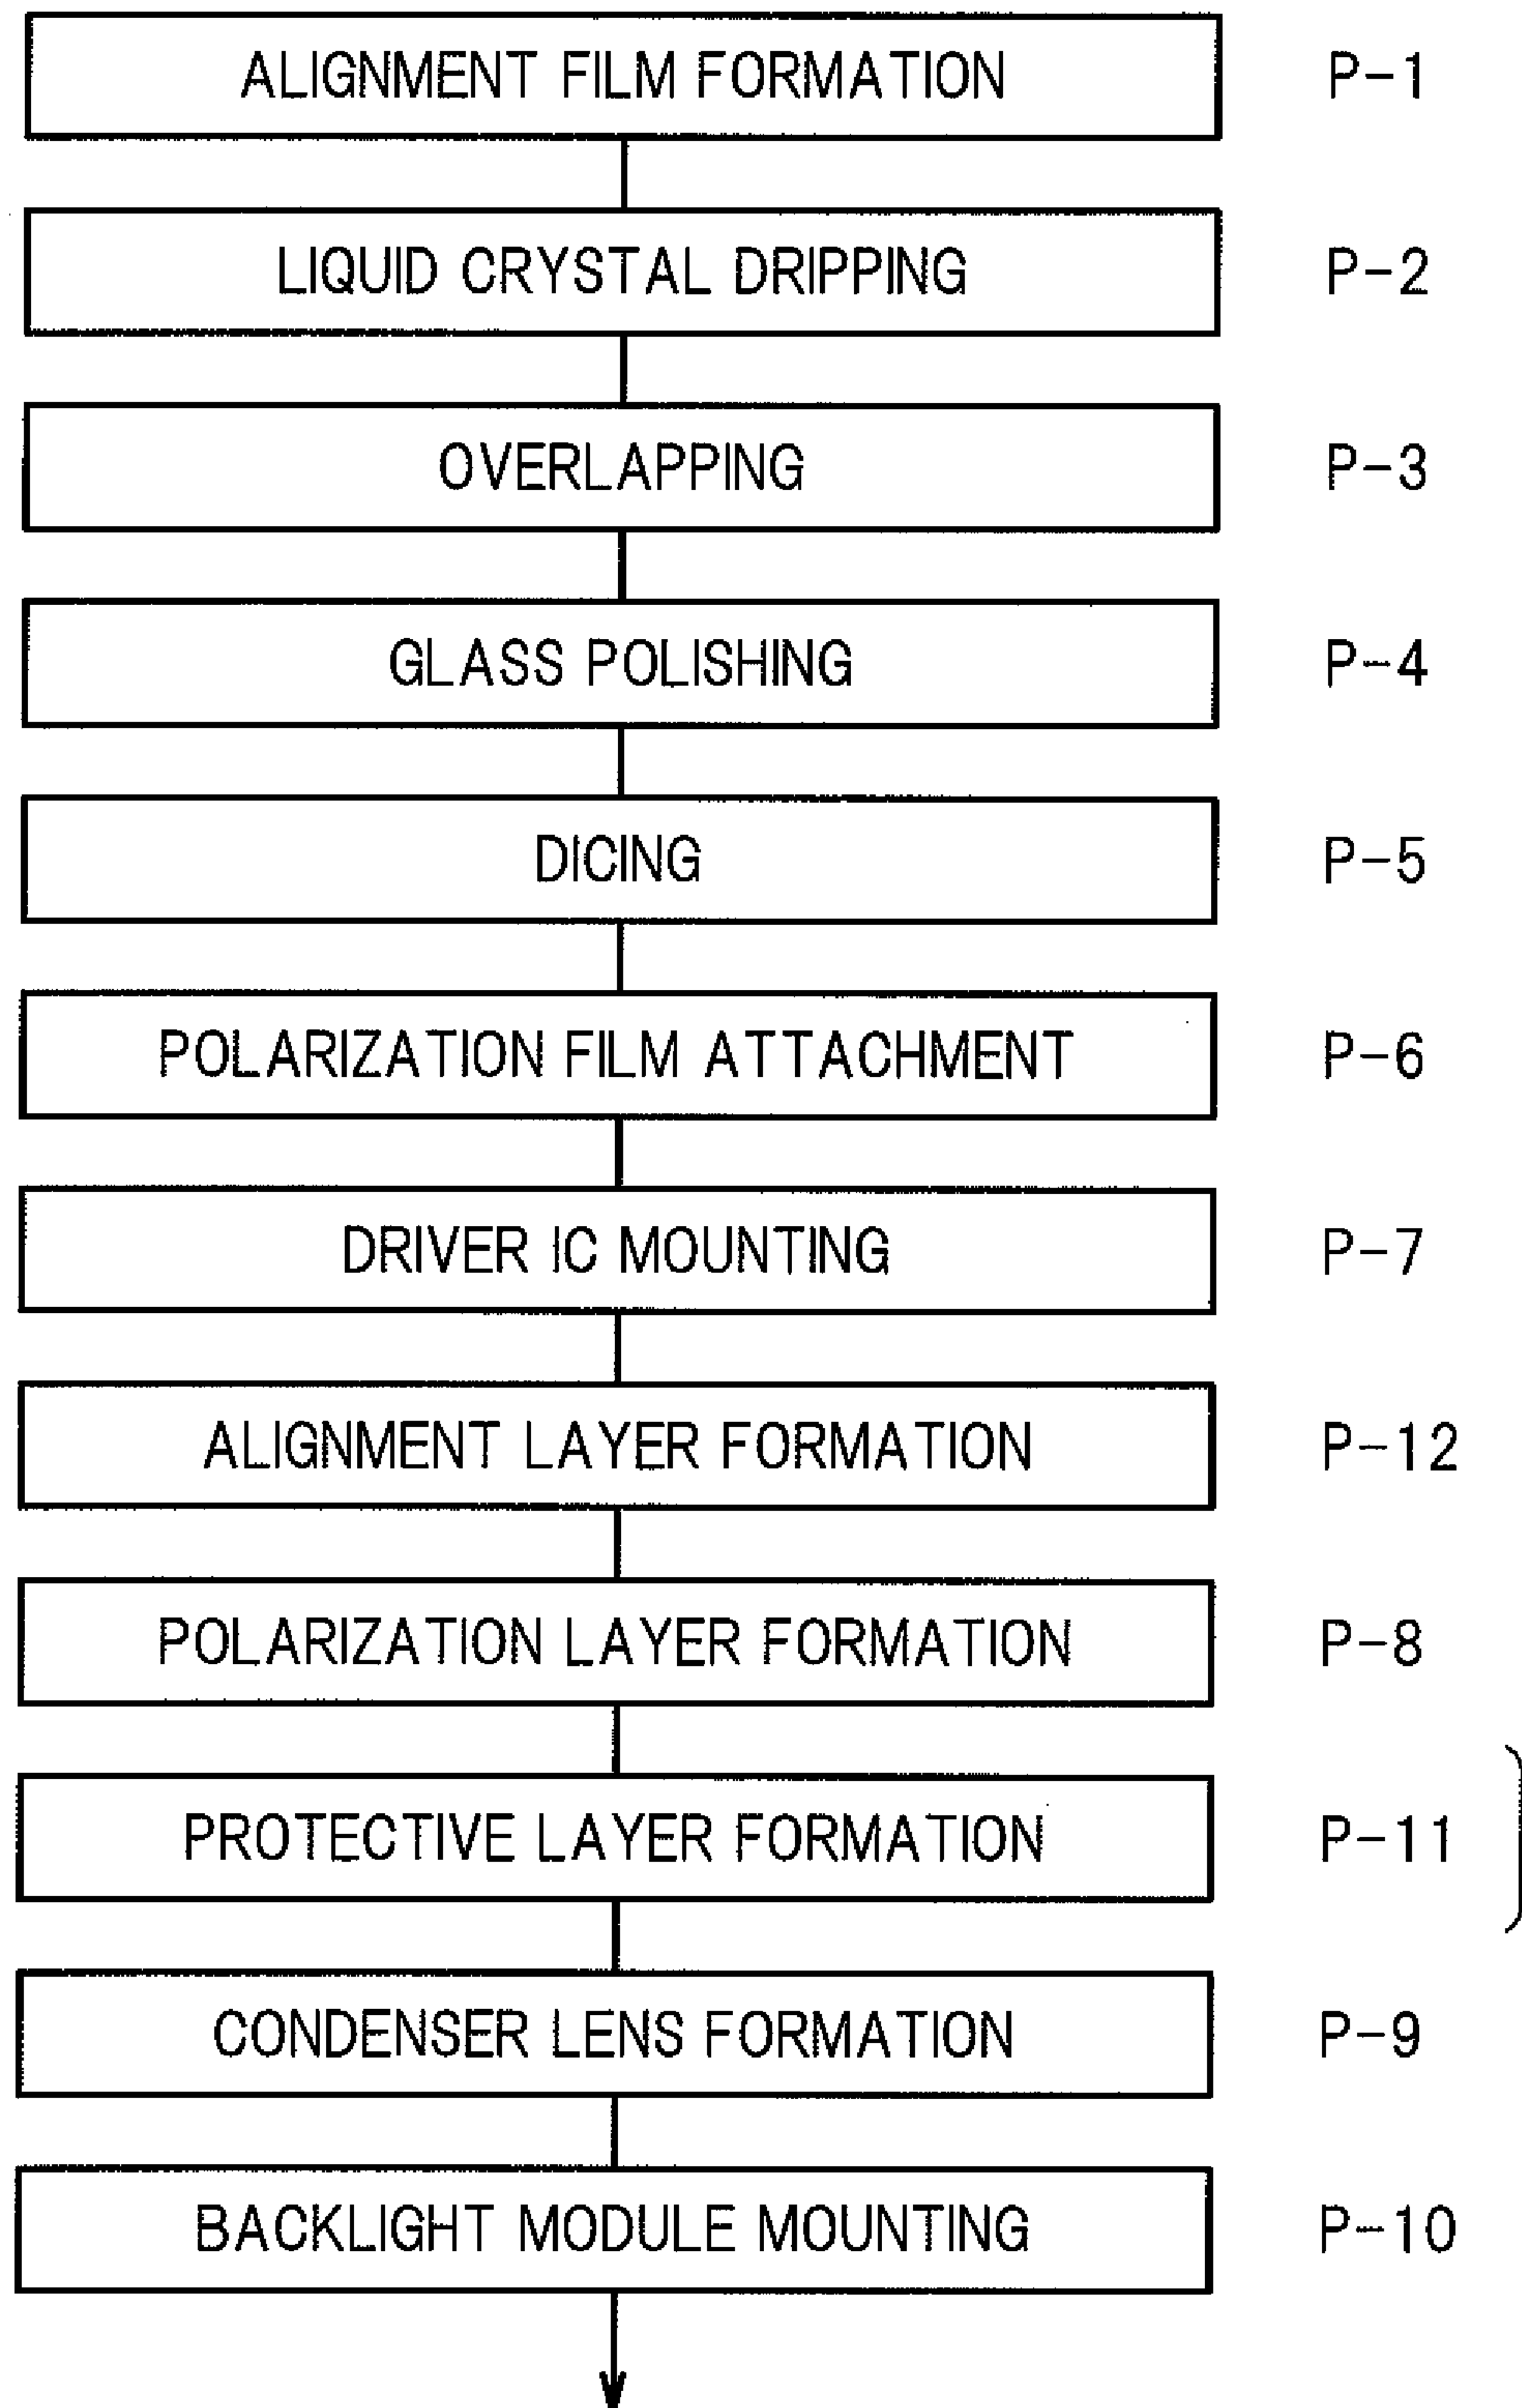 ALIGNMENT FILM FORMATION P-1
LIQUID CRYSTAL DRIPPING P-2
OVERLAPPING P-3
GLASS POLISHING P-4
DICING P-5
POLARIZATION FILM ATTACHMENT P-6
DRIVER IC MOUNTING P-7
ALIGNMENT LAYER FORMATION P-12
POLARIZATION LAYER FORMATION P-8
PROTECTIVE LAYER FORMATION P-11
CONDENSER LENS FORMATION P-9
BACKLIGHT MODULE MOUNTING P-10